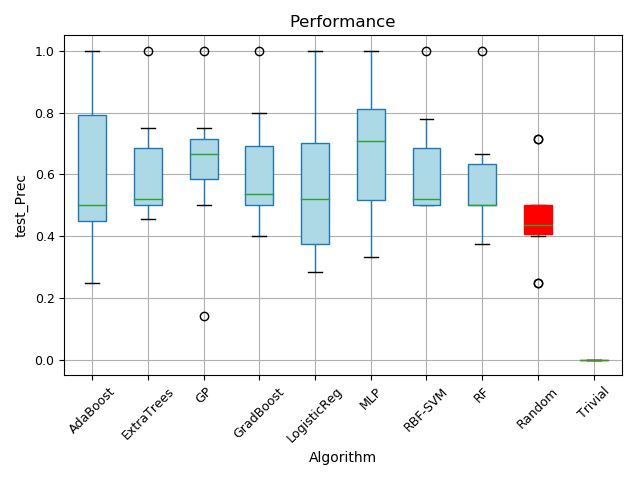 Performance
test_Prec
1.0
0.8
0.6
0.4
0.2
0.0
AdaBoost
ExtraTrees
GP
GradBoost
LogisticReg
MLP
RBF-SVM
RF
Random
Trivial
Algorithm